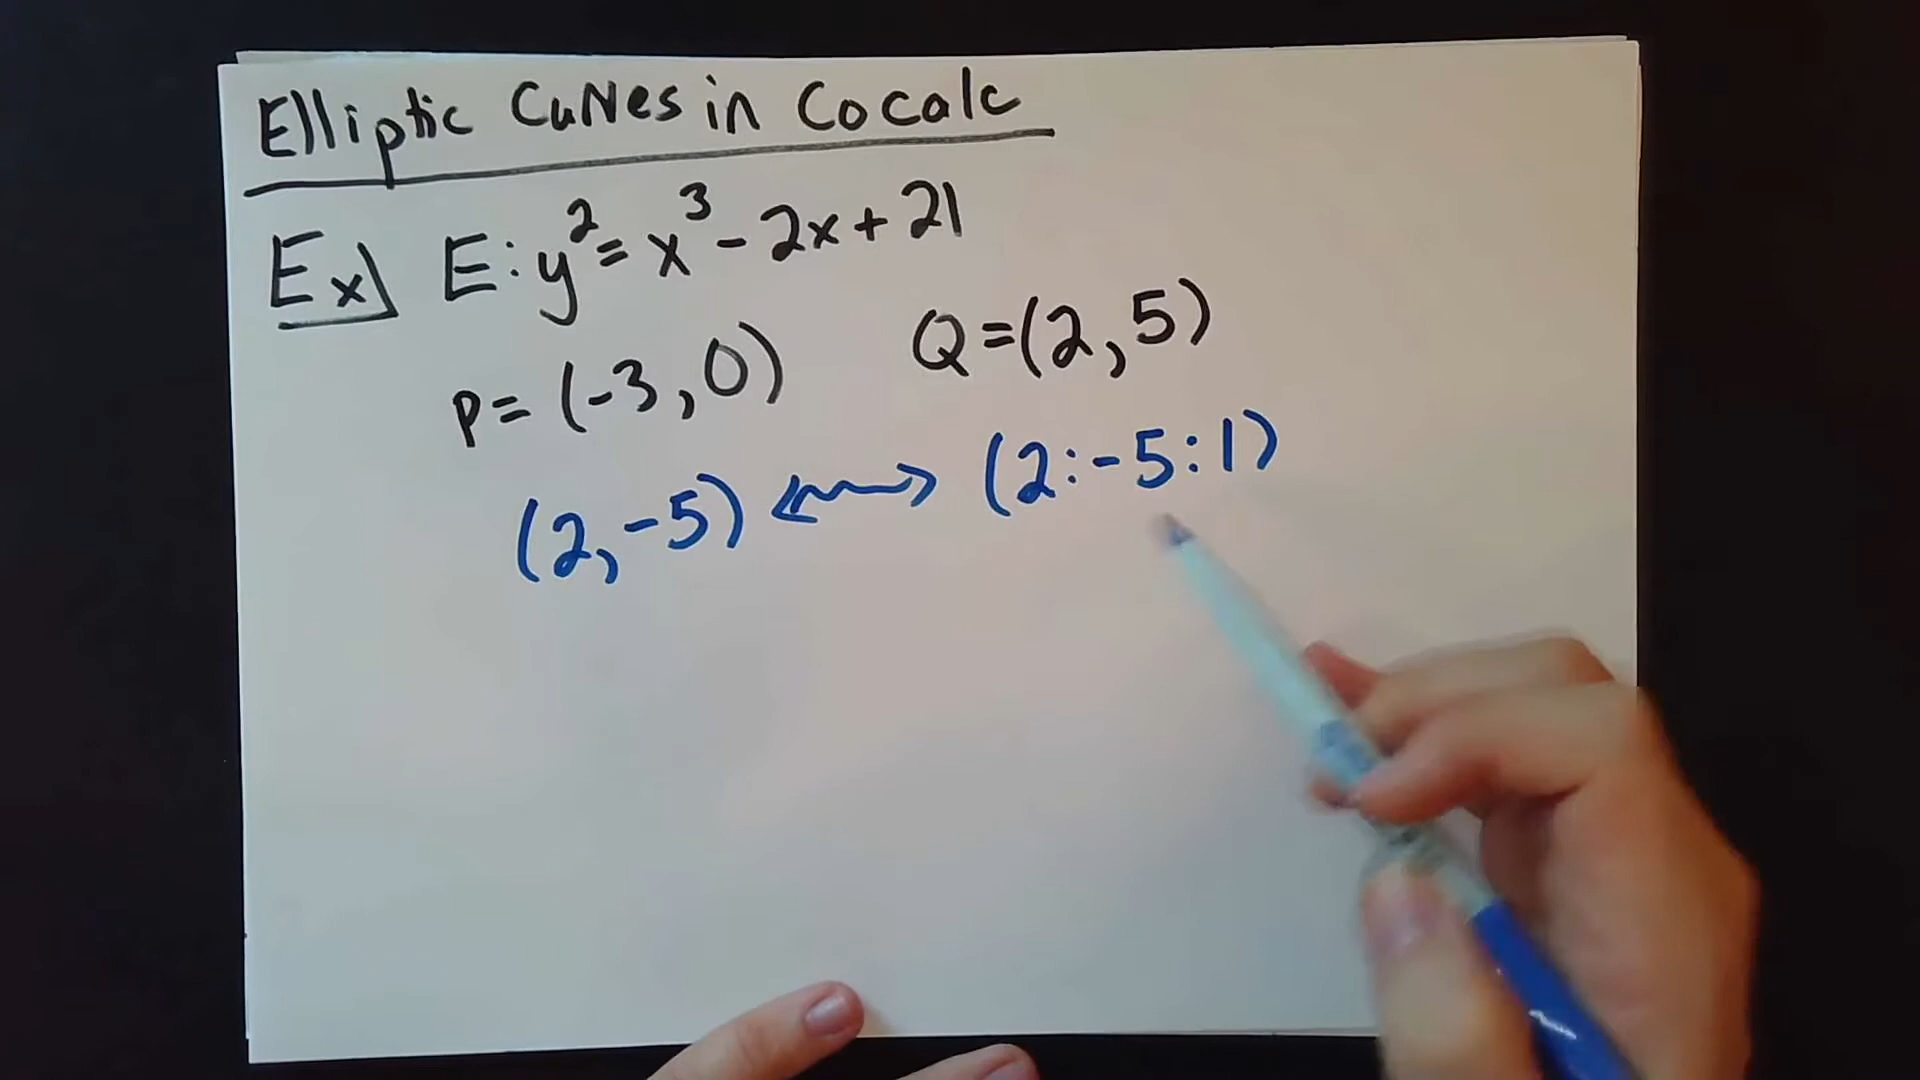 Elliptic Curves in Cocalc
Ex) E: y² = x³ - 2x + 21
P = (-3, 0) Q = (2, 5)
(2, -5) ⟷ (2 : -5 : 1)